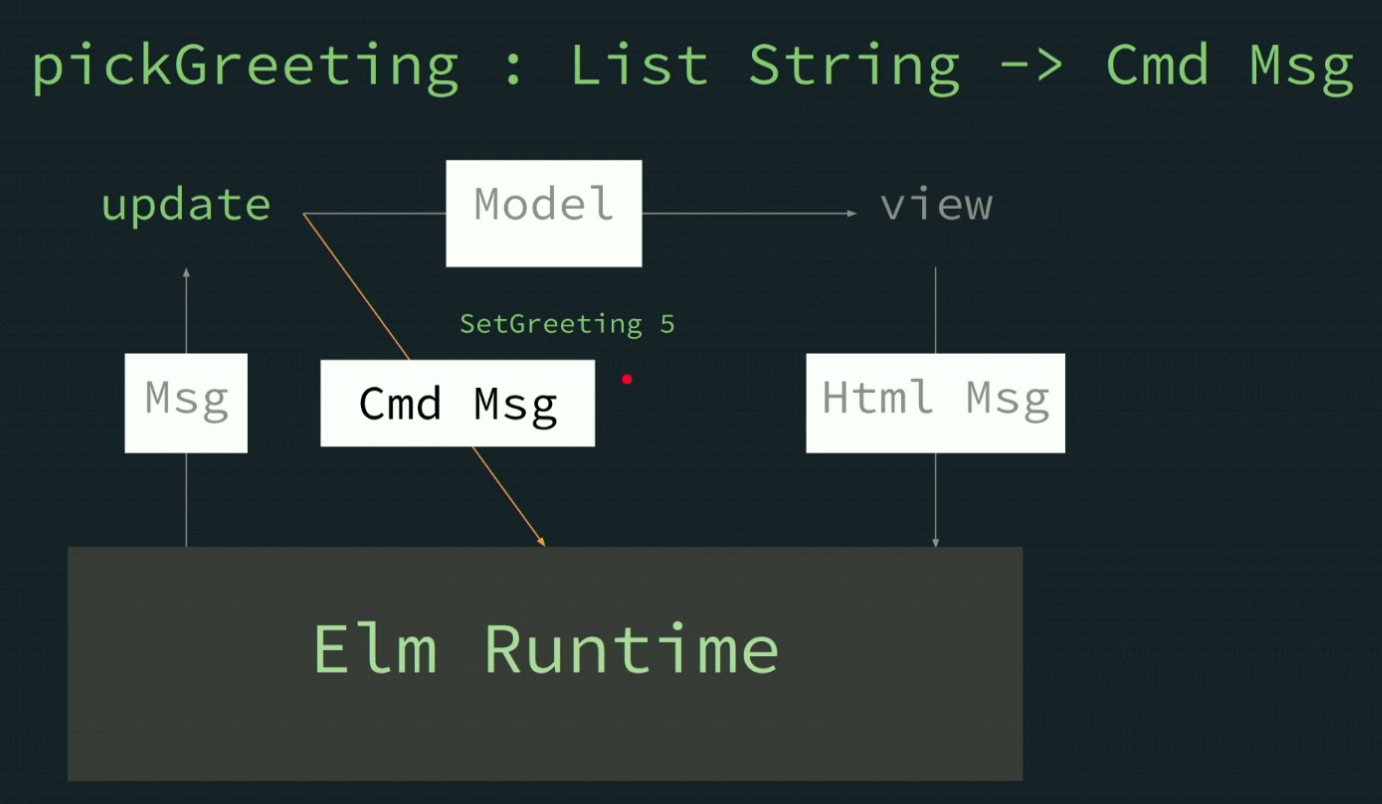 pickGreeting : List String -> Cmd Msg
update
Model
view
SetGreeting 5
Msg
Cmd Msg
Html Msg
Elm Runtime